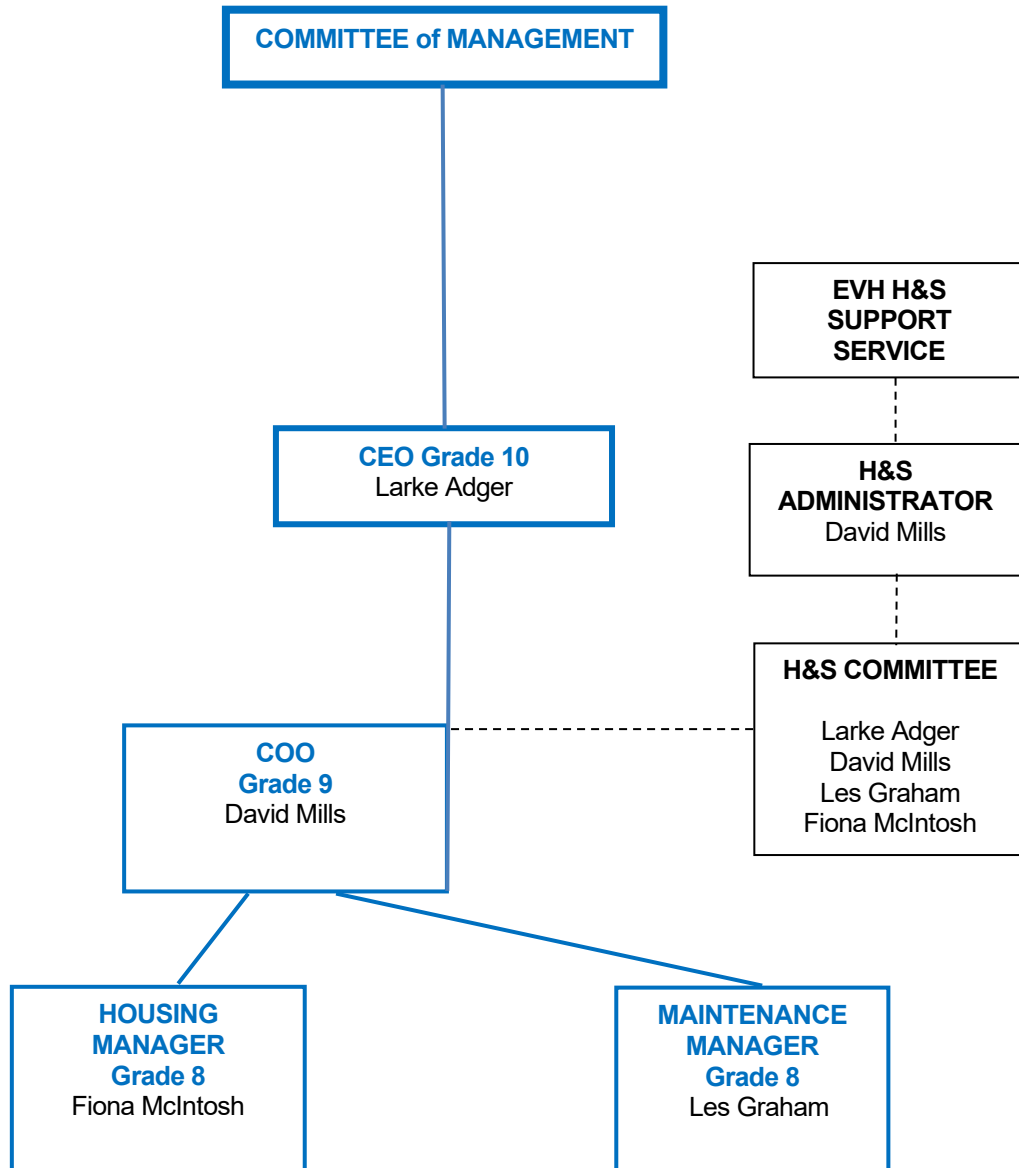 COMMITTEE of MANAGEMENT
EVH H&S
SUPPORT
SERVICE
CEO Grade 10
Larke Adger
H&S
ADMINISTRATOR
David Mills
H&S COMMITTEE
Larke Adger
David Mills
Les Graham
Fiona McIntosh
COO
Grade 9
David Mills
HOUSING
MANAGER
Grade 8
Fiona McIntosh
MAINTENANCE
MANAGER
Grade 8
Les Graham